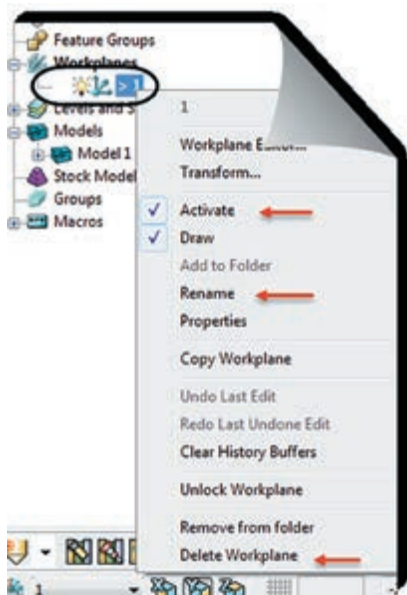 Feature Groups
Workplanes
> 1
Levels and S
Models
Model 1
Stock Model
Groups
Macros
1
Workplane E
Transform...
Activate
Draw
Add to Folder
Rename
Properties
Copy Workplane
Undo Last Edit
Redo Last Undone Edit
Clear History Buffers
Unlock Workplane
Remove from folder
Delete Workplane
1